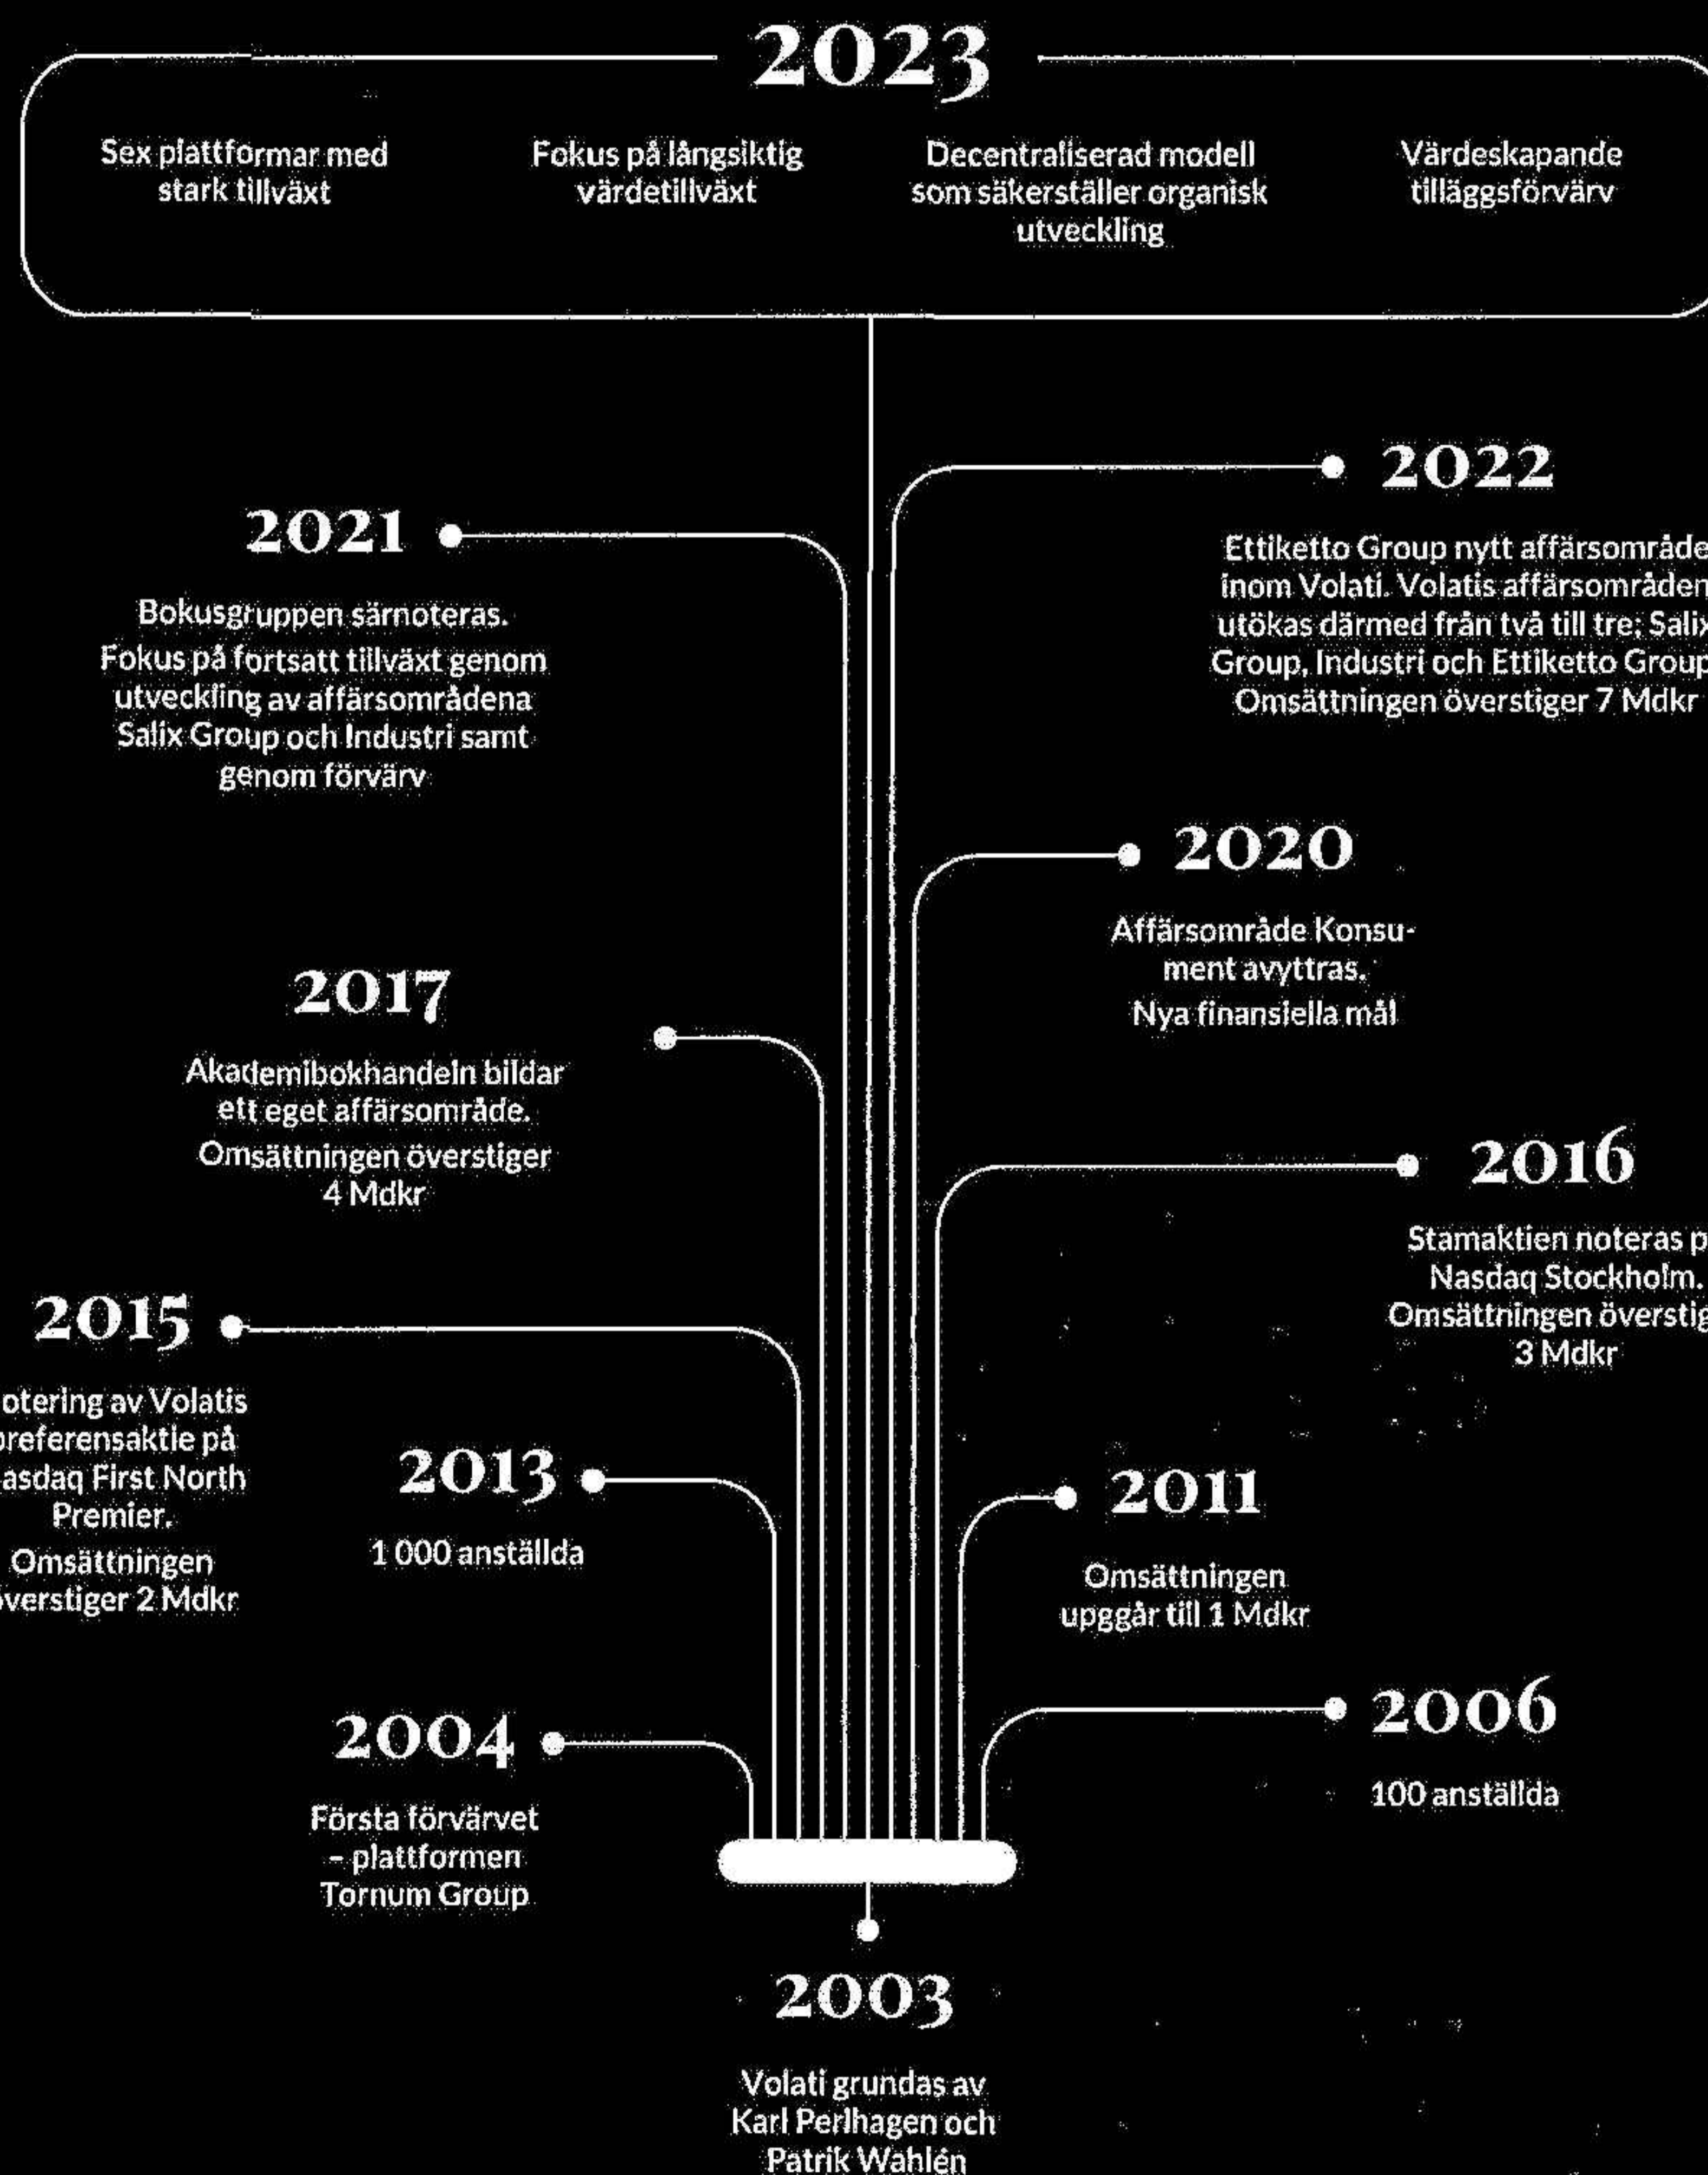 2023
Sex plattformar med
stark tillväxt
Fokus på långsiktig
värdetillväxt
Decentraliserad modell
som säkerställer organisk
utveckling
Värdeskapande
tilläggsförvärv
2022
Ettiketto Group nytt affärsområde
inom Volati. Volatis affärsområden
utökas därmed från två till tre; Salix
Group, Industri och Ettiketto Group
Omsättningen överstiger 7 Mdkr
2021
Bokusgruppen särnoteras.
Fokus på fortsatt tillväxt genom
utveckling av affärsområdena
Salix Group och Industri samt
genom förvärv
2020
Affärsområde Konsu-
ment avyttras.
Nya finansiella mål
2017
Akademibokhandeln bildar
ett eget affärsområde.
Omsättningen överstiger
4 Mdkr
2016
Stamaktien noteras p
Nasdaq Stockholm.
Omsättningen överstig
3 Mdkr
2015
otering av Volatis
preferensaktie på
asdaq First North
Premier.
Omsättningen
överstiger 2 Mdkr
2013
1 000 anställda
2011
Omsättningen
upggår till 1 Mdkr
2006
100 anställda
2004
Första förvärvet
– plattformen
Tornum Group
2003
Volati grundas av
Karl Perlhagen och
Patrik Wahlén